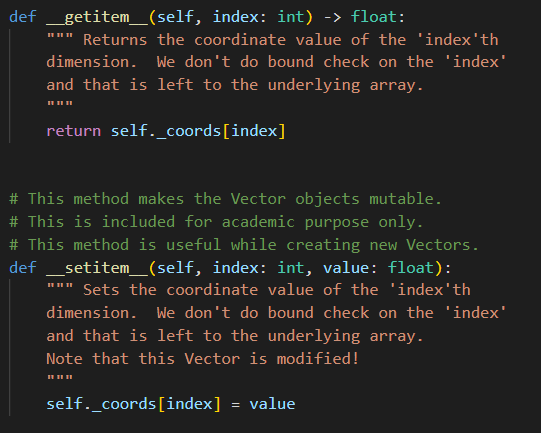 def __getitem__(self, index: int) -> float:
    """ Returns the coordinate value of the 'index'th
    dimension.  We don't do bound check on the 'index'
    and that is left to the underlying array.
    """
    return self._coords[index]
# This method makes the Vector objects mutable.
# This is included for academic purpose only.
# This method is useful while creating new Vectors.
def __setitem__(self, index: int, value: float):
    """ Sets the coordinate value of the 'index'th
    dimension.  We don't do bound check on the 'index'
    and that is left to the underlying array.
    Note that this Vector is modified!
    """
    self._coords[index] = value